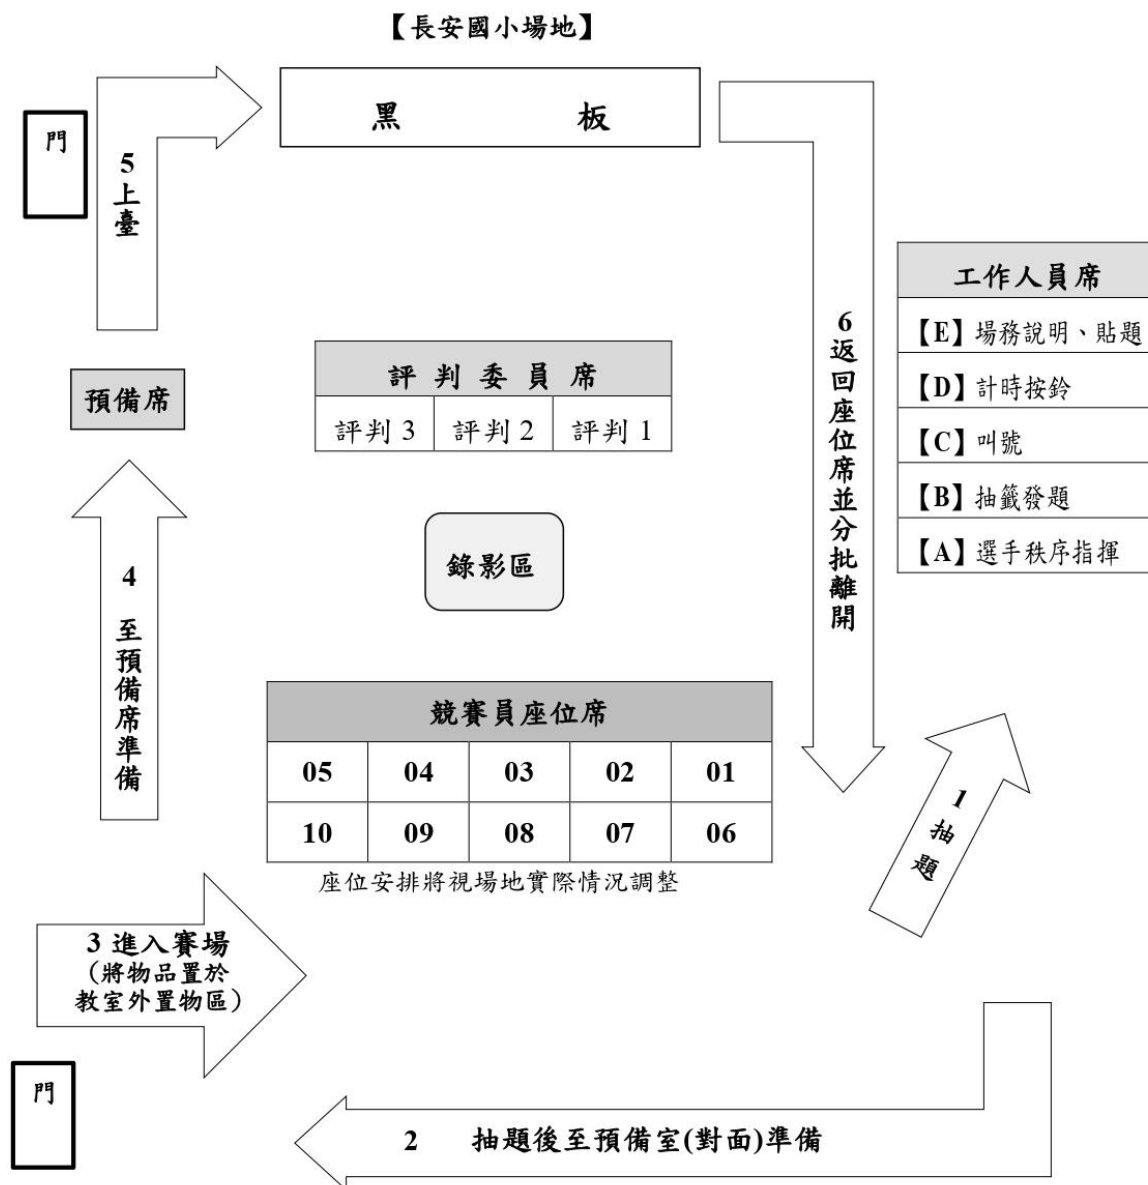 【長安國小場地】
黑 板
門
5上臺
工作人員席
【E】場務說明、貼題
【D】計時按鈴
【C】叫號
【B】抽籤發題
【A】選手秩序指揮
6返回座位席並分批離開
評判委員席
評判3 評判2 評判1
預備席
錄影區
4 至預備席準備
競賽員座位席
05 04 03 02 01
10 09 08 07 06
座位安排將視場地實際情況調整
1抽題
3 進入賽場
(將物品置於
教室外置物區)
門
2 抽題後至預備室(對面)準備